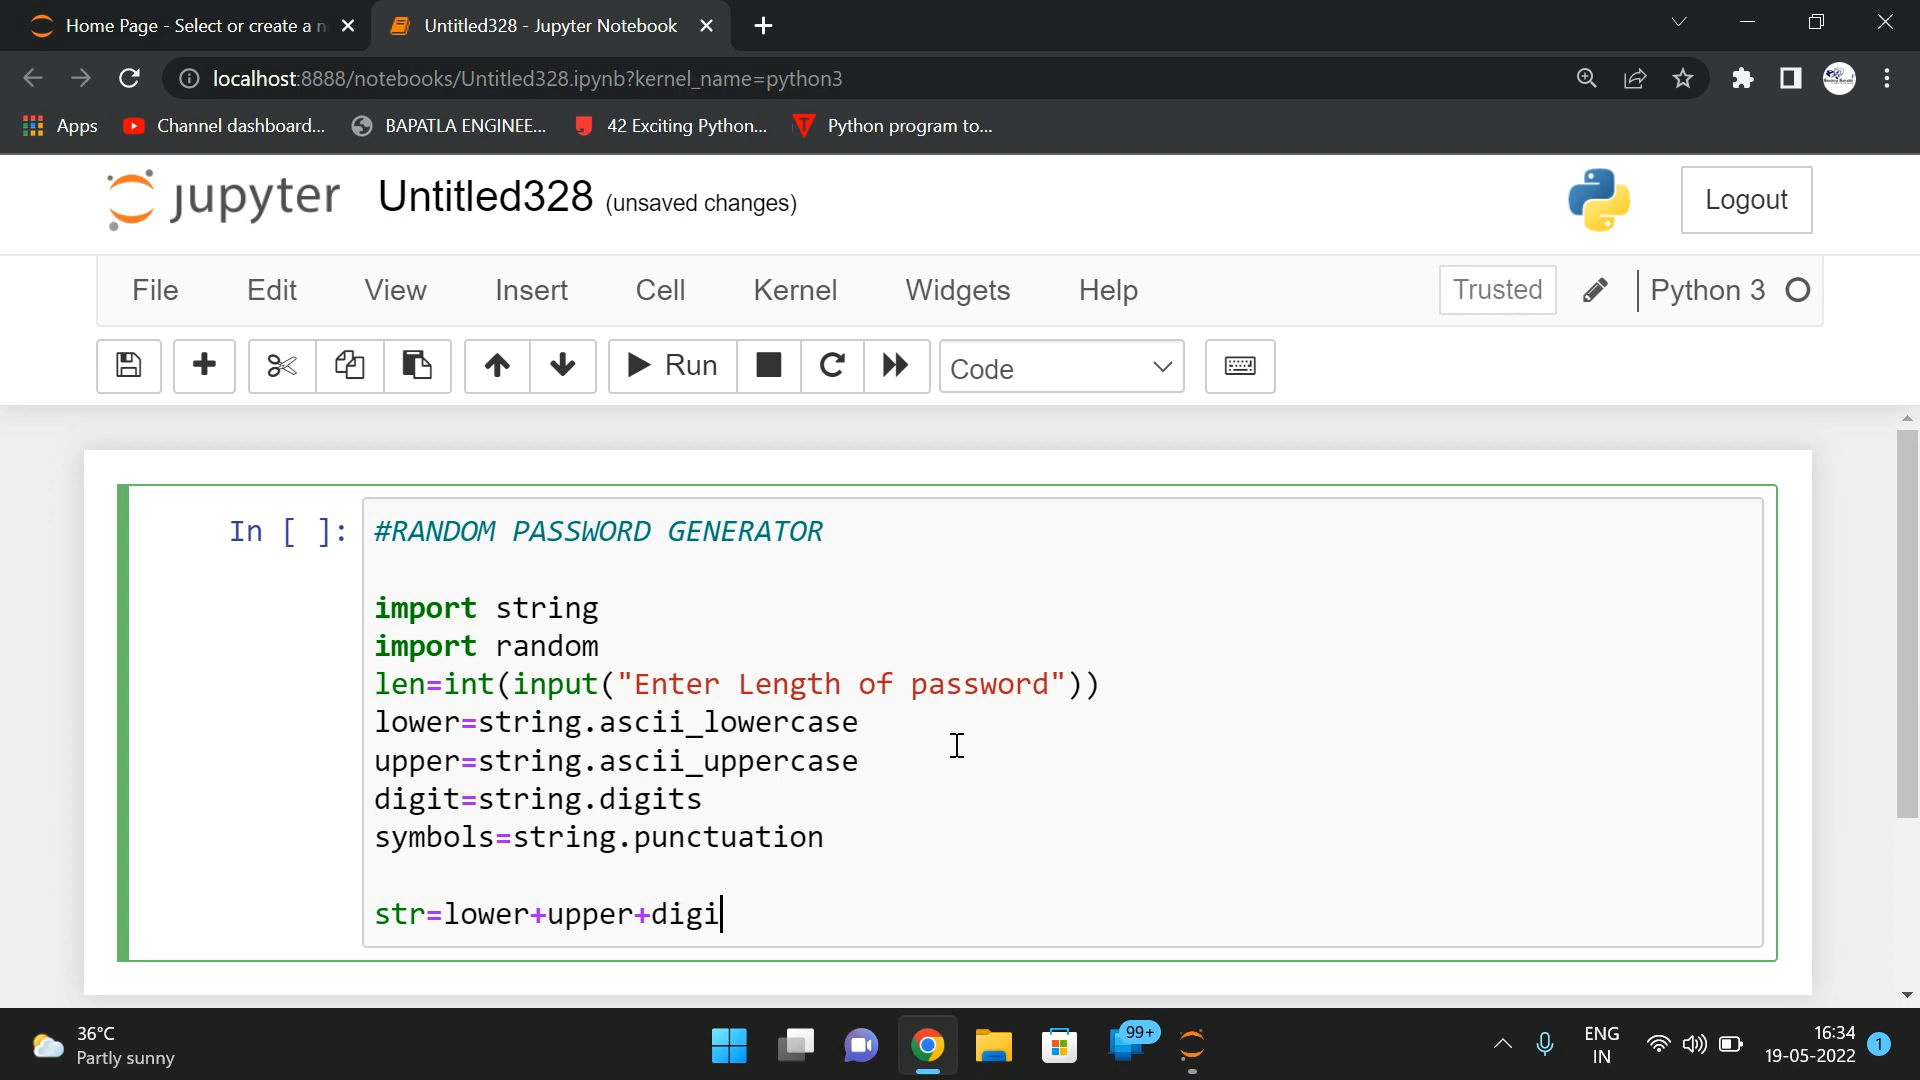 Home Page - Select or create a n
Untitled328 - Jupyter Notebook
localhost:8888/notebooks/Untitled328.ipynb?kernel_name=python3
Apps
Channel dashboard...
BAPATLA ENGINEE...
42 Exciting Python...
Python program to...
jupyter
Untitled328 (unsaved changes)
Logout
File Edit View Insert Cell Kernel Widgets Help
Trusted
Python 3
Run
Code
In [ ]:
#RANDOM PASSWORD GENERATOR
import string
import random
len=int(input("Enter Length of password"))
lower=string.ascii_lowercase
upper=string.ascii_uppercase
digit=string.digits
symbols=string.punctuation
str=lower+upper+digi
36°C
Partly sunny
99+
ENG
IN
16:34
19-05-2022
1